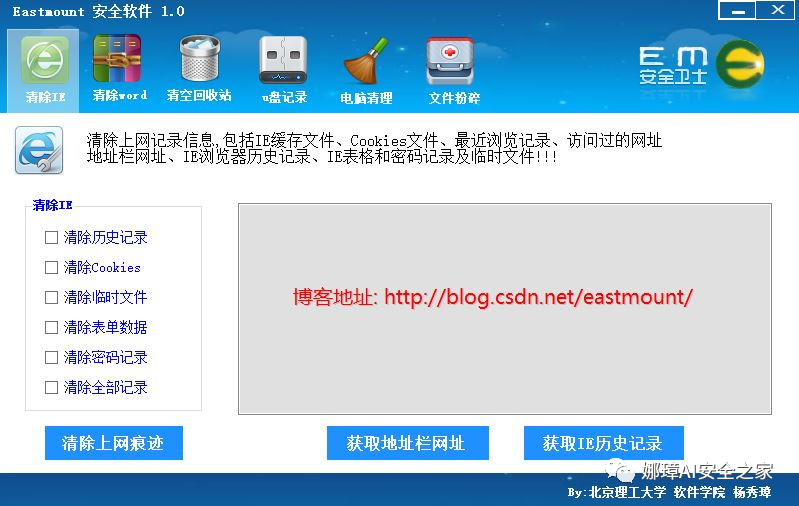 Eastmount 安全软件 1.0
清除IE
清除word
清空回收站
u盘记录
电脑清理
文件粉碎
EM
安全卫士
清除上网记录信息,包括IE缓存文件、Cookies文件、最近浏览记录、访问过的网址
地址栏网址、IE浏览器历史记录、IE表格和密码记录及临时文件!!!
清除IE
清除历史记录
清除Cookies
清除临时文件
清除表单数据
清除密码记录
清除全部记录
博客地址: http://blog.csdn.net/eastmount/
清除上网痕迹
获取地址栏网址
获取IE历史记录
娜璋AI安全之家
By:北京理工大学 软件学院 杨秀璋